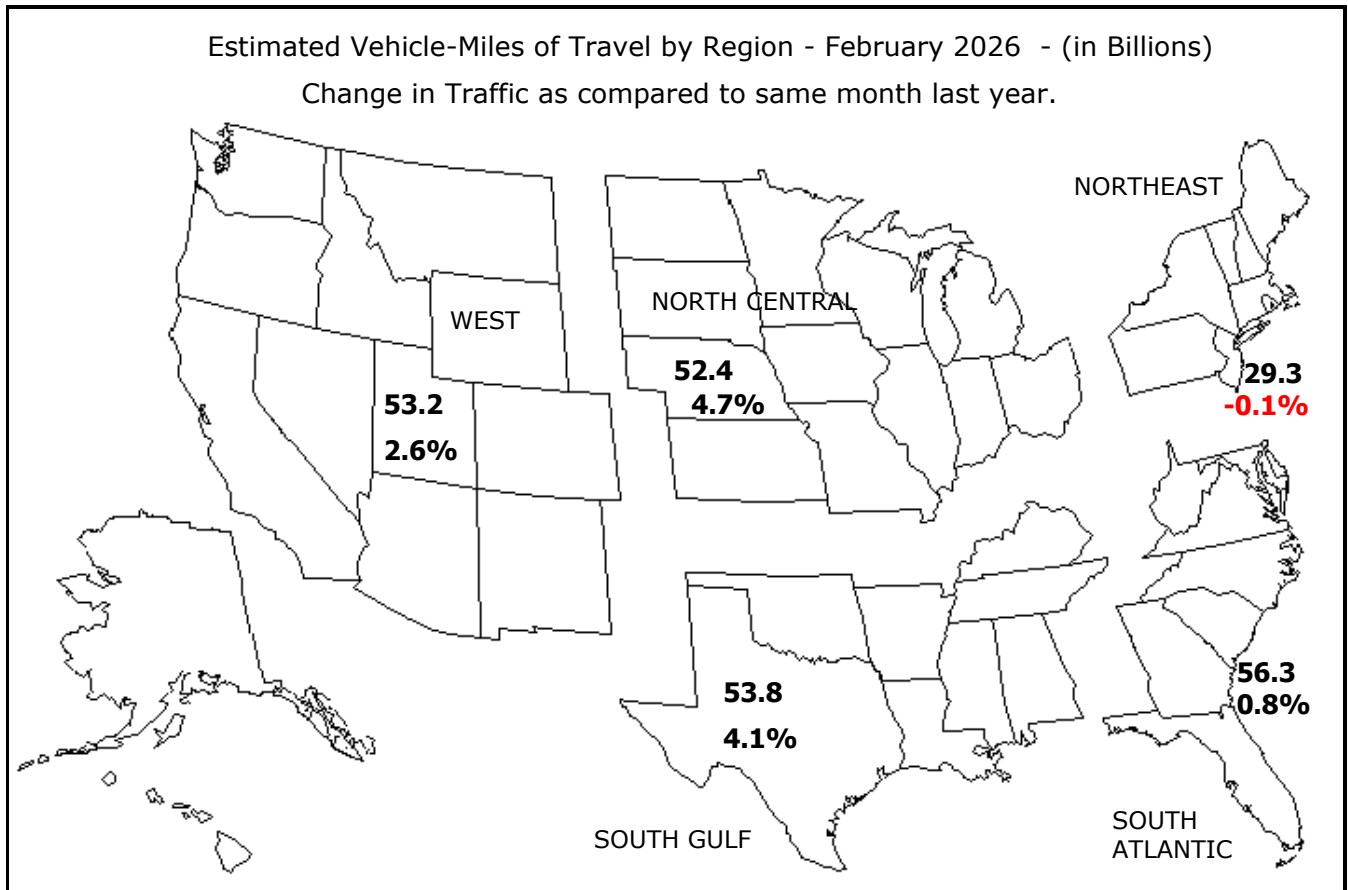 Estimated Vehicle-Miles of Travel by Region - February 2026 - (in Billions)
Change in Traffic as compared to same month last year.
NORTHEAST
WEST
NORTH CENTRAL
52.4
4.7%
53.2
2.6%
29.3
-0.1%
53.8
4.1%
56.3
0.8%
SOUTH GULF
SOUTH
ATLANTIC